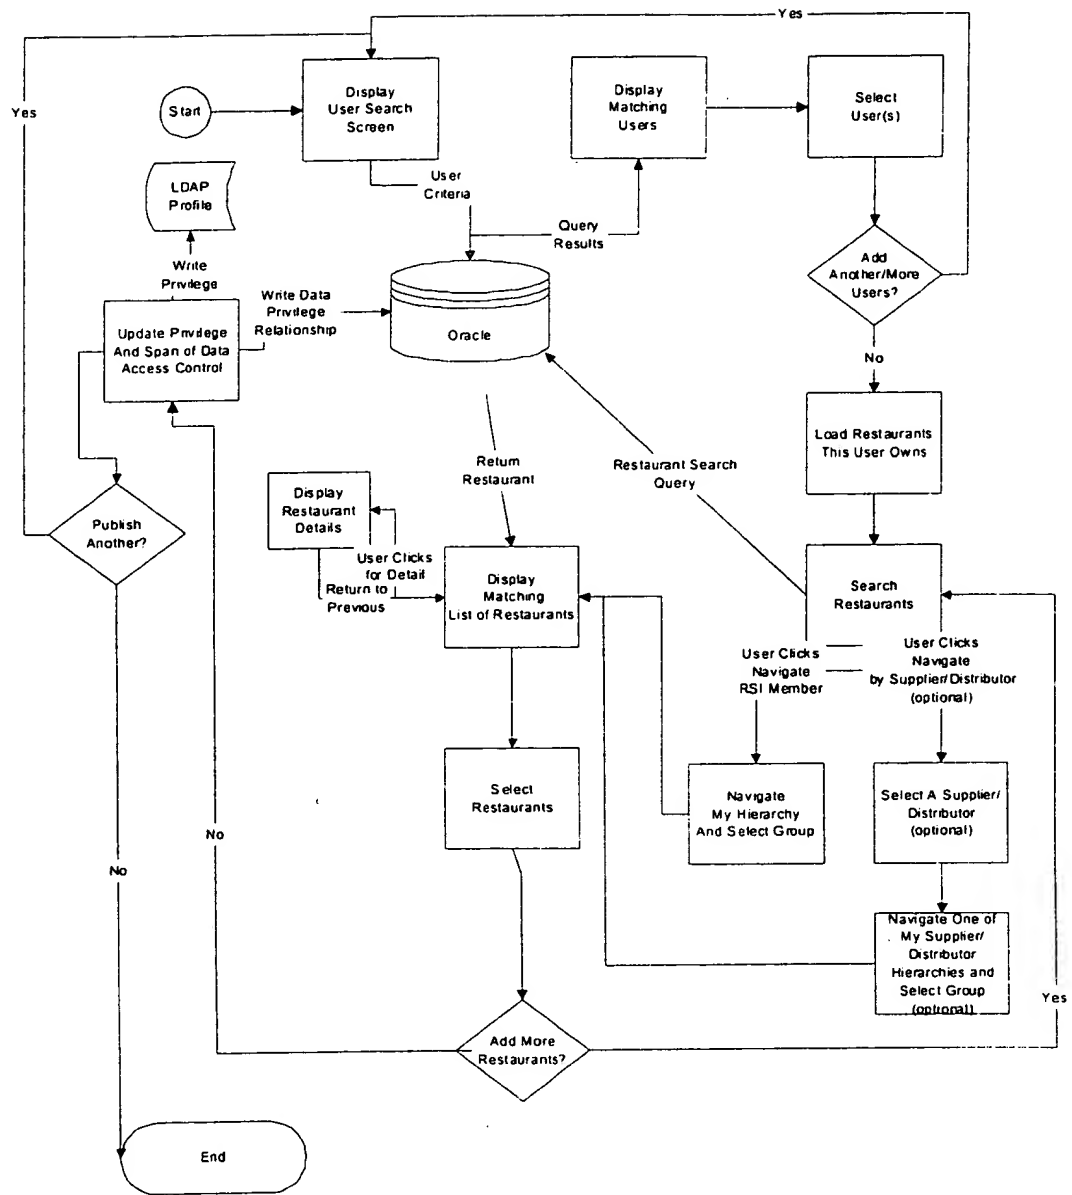 Yes
Yes
Start
Display
User Search
Screen
Display
Matching
Users
Select
User(s)
LDAP
Profile
User
Criteria
Query
Results
Write
Privilege
Add
Another/More
Users?
Write Data
Privilege
Relationship
Update Privilege
And Span of Data
Access Control
Oracle
No
Load Restaurants
This User Owns
Return
Restaurant
Restaurant Search
Query
Display
Restaurant
Details
Publish
Another?
User Clicks
for Detail
Return to
Previous
Display
Matching
List of Restaurants
Search
Restaurants
User Clicks
Navigate
RSI Member
User Clicks
Navigate
by Supplier/Distributor
(optional)
Select
Restaurants
Navigate
My Hierarchy
And Select Group
Select A Supplier/
Distributor
(optional)
No
No
Navigate One of
My Supplier/
Distributor
Hierarchies and
Select Group
(optional)
Yes
Add More
Restaurants?
End